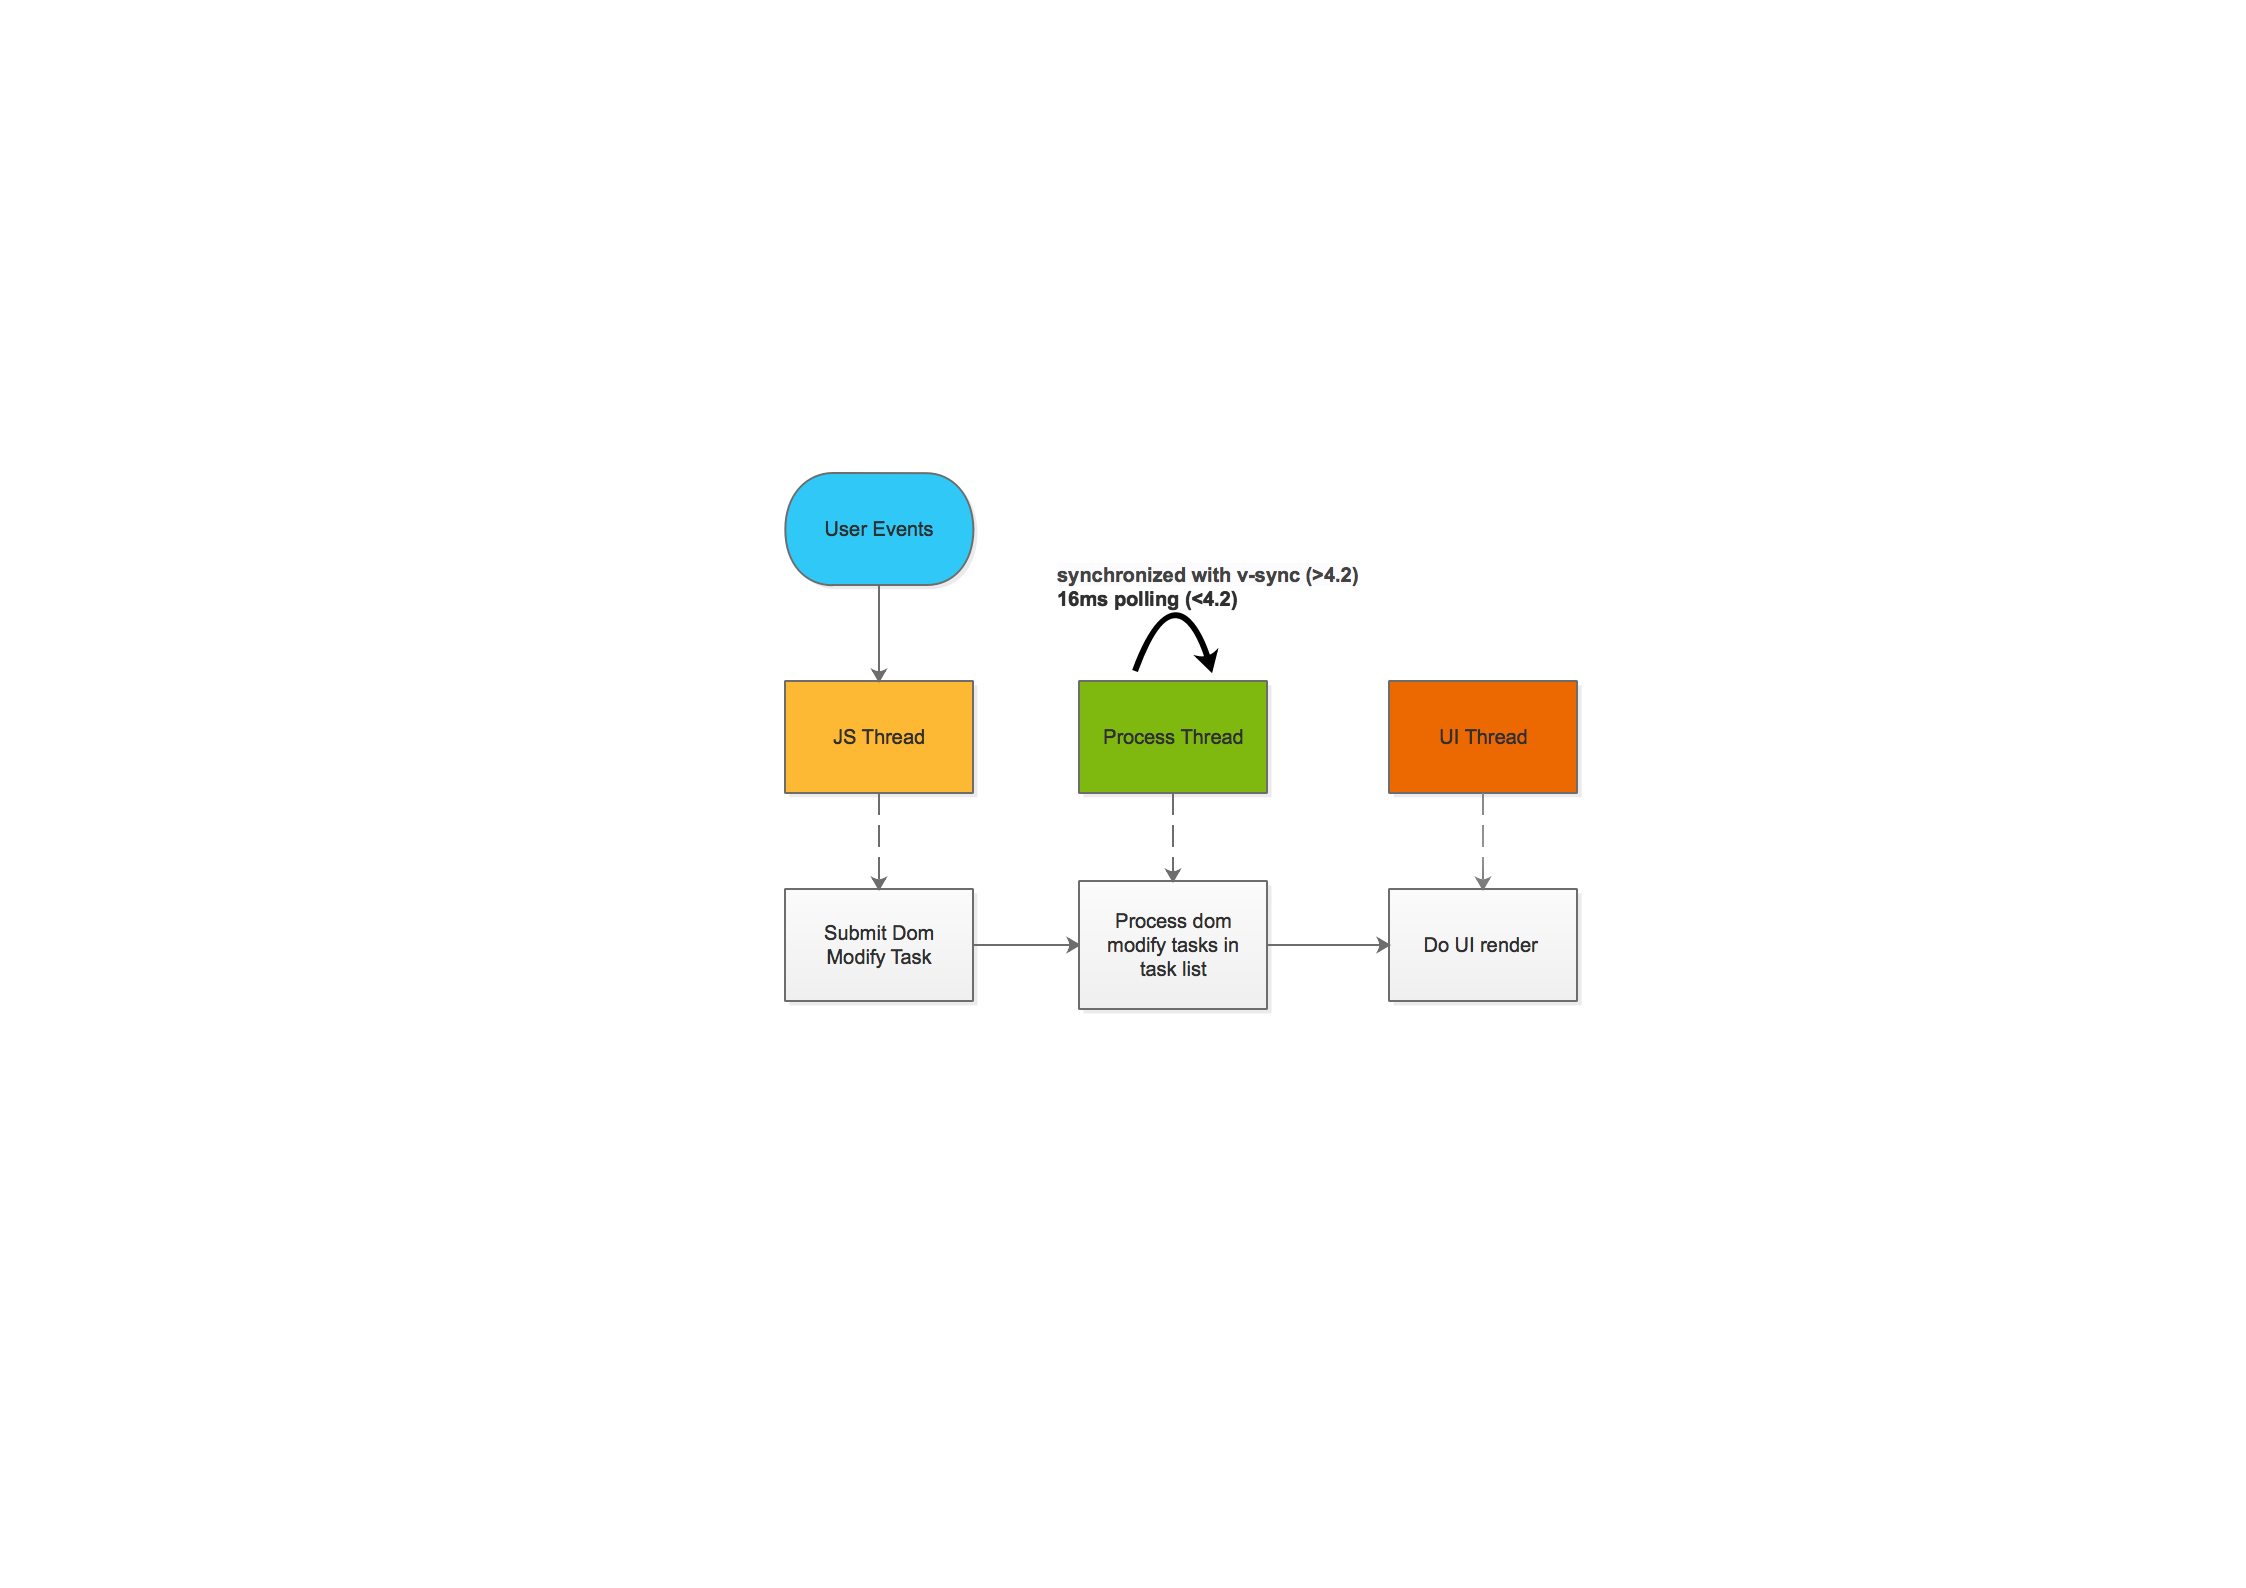 User Events
synchronized with v-sync (>4.2)
16ms polling (<4.2)
JS Thread
Process Thread
UI Thread
Submit Dom
Modify Task
Process dom
modify tasks in
task list
Do UI render